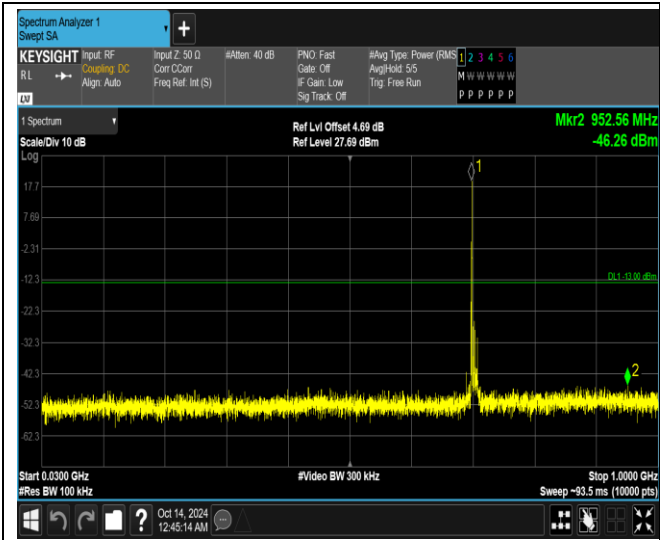 Spectrum Analyzer 1
Swept SA
+
KEYSIGHT
RL
LXI
Input: RF
Coupling: DC
Align: Auto
Input Z: 50 Ω
Corr CCorr
Freq Ref: Int (S)
#Atten: 40 dB
PNO: Fast
Gate: Off
IF Gain: Low
Sig Track: Off
#Avg Type: Power (RMS
Avg|Hold: 5/5
Trig: Free Run
1 2 3 4 5 6
M W W W W W
P P P P P P
1 Spectrum
Scale/Div 10 dB
Log
Ref Lvl Offset 4.69 dB
Ref Level 27.69 dBm
Mkr2 952.56 MHz
-46.26 dBm
1
17.7
7.69
-2.31
-12.3
DL1 -13.00 dBm
-22.3
-32.3
-42.3
2
-52.3
-62.3
Start 0.0300 GHz
#Res BW 100 kHz
#Video BW 300 kHz
Stop 1.0000 GHz
Sweep ~93.5 ms (10000 pts)
?
Oct 14, 2024
12:45:14 AM